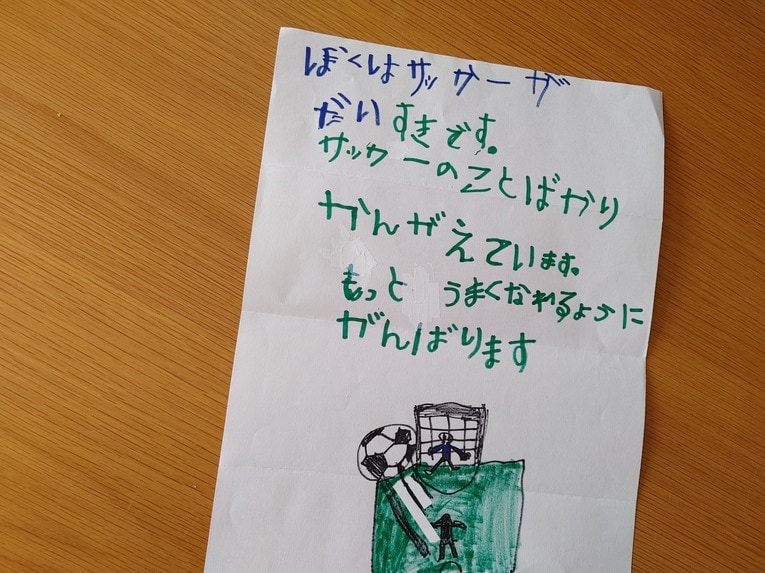 ぼくはサッカーが
だいすきです。
サッカーのことばかり
かんがえています。
もっと うまくなれるように
がんばります